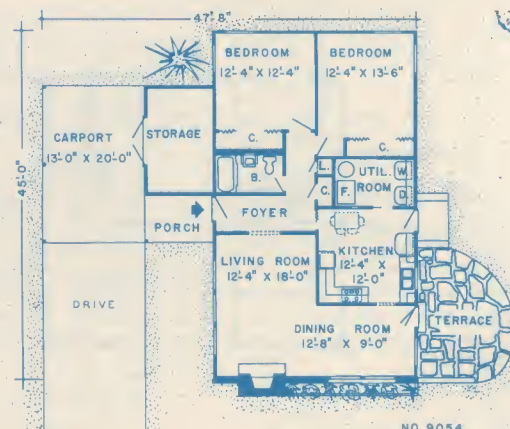 47'-8"
BEDROOM
12'-4" X 12'-4"
BEDROOM
12'-4" X 13'-6"
45'-0"
CARPORT
13'-0" X 20'-0"
STORAGE
C.
C.
B.
L.
C.
UTIL.
ROOM
W.
F.
D.
FOYER
PORCH
LIVING ROOM
12'-4" X 18'-0"
KITCHEN
12'-4" X
12'-0"
DRIVE
TERRACE
DINING ROOM
12'-8" X 9'-0"
NO. 9054